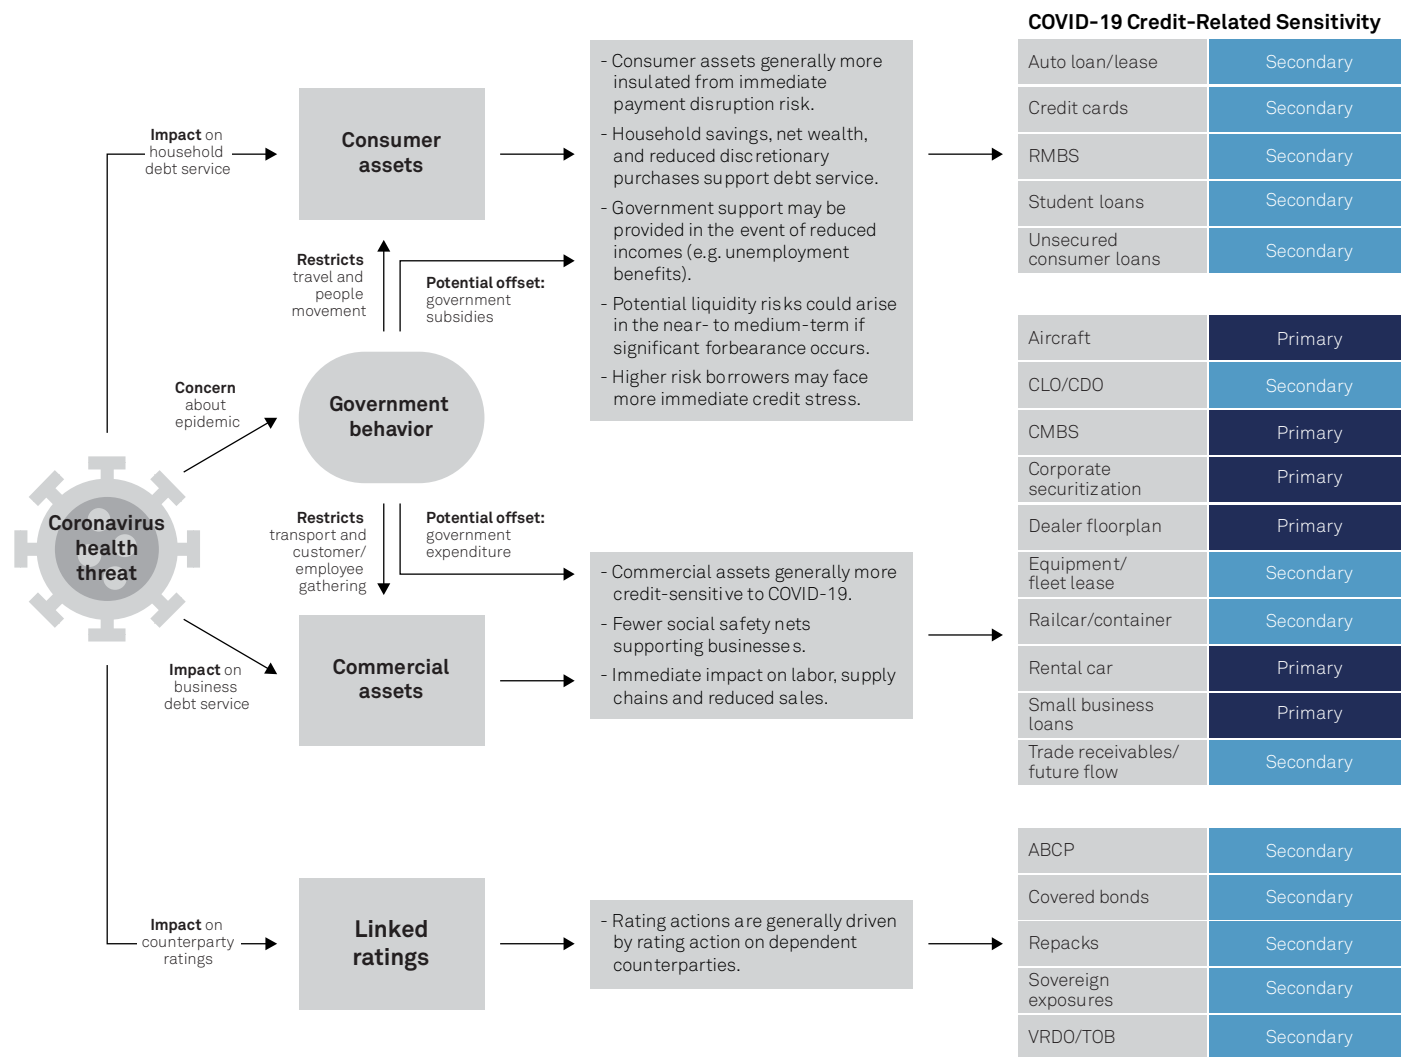 COVID-19 Credit-Related Sensitivity
Impact on
household
debt service
Consumer
assets
- Consumer assets generally more
insulated from immediate
payment disruption risk.
- Household savings, net wealth,
and reduced discretionary
purchases support debt service.
- Government support may be
provided in the event of reduced
incomes (e.g. unemployment
benefits).
- Potential liquidity risks could arise
in the near- to medium-term if
significant forbearance occurs.
- Higher risk borrowers may face
more immediate credit stress.
Auto loan/lease Secondary
Credit cards Secondary
RMBS Secondary
Student loans Secondary
Unsecured
consumer loans Secondary
Restricts
travel and
people
movement
Potential offset:
government
subsidies
Concern
about
epidemic
Government
behavior
Coronavirus
health
threat
Restricts
transport and
customer/
employee
gathering
Potential offset:
government
expenditure
Impact on
business
debt service
Commercial
assets
- Commercial assets generally more
credit-sensitive to COVID-19.
- Fewer social safety nets
supporting businesses.
- Immediate impact on labor, supply
chains and reduced sales.
Aircraft Primary
CLO/CDO Secondary
CMBS Primary
Corporate
securitization Primary
Dealer floorplan Primary
Equipment/
fleet lease Secondary
Railcar/container Secondary
Rental car Primary
Small business
loans Primary
Trade receivables/
future flow Secondary
Impact on
counterparty
ratings
Linked
ratings
- Rating actions are generally driven
by rating action on dependent
counterparties.
ABCP Secondary
Covered bonds Secondary
Repacks Secondary
Sovereign
exposures Secondary
VRDO/TOB Secondary